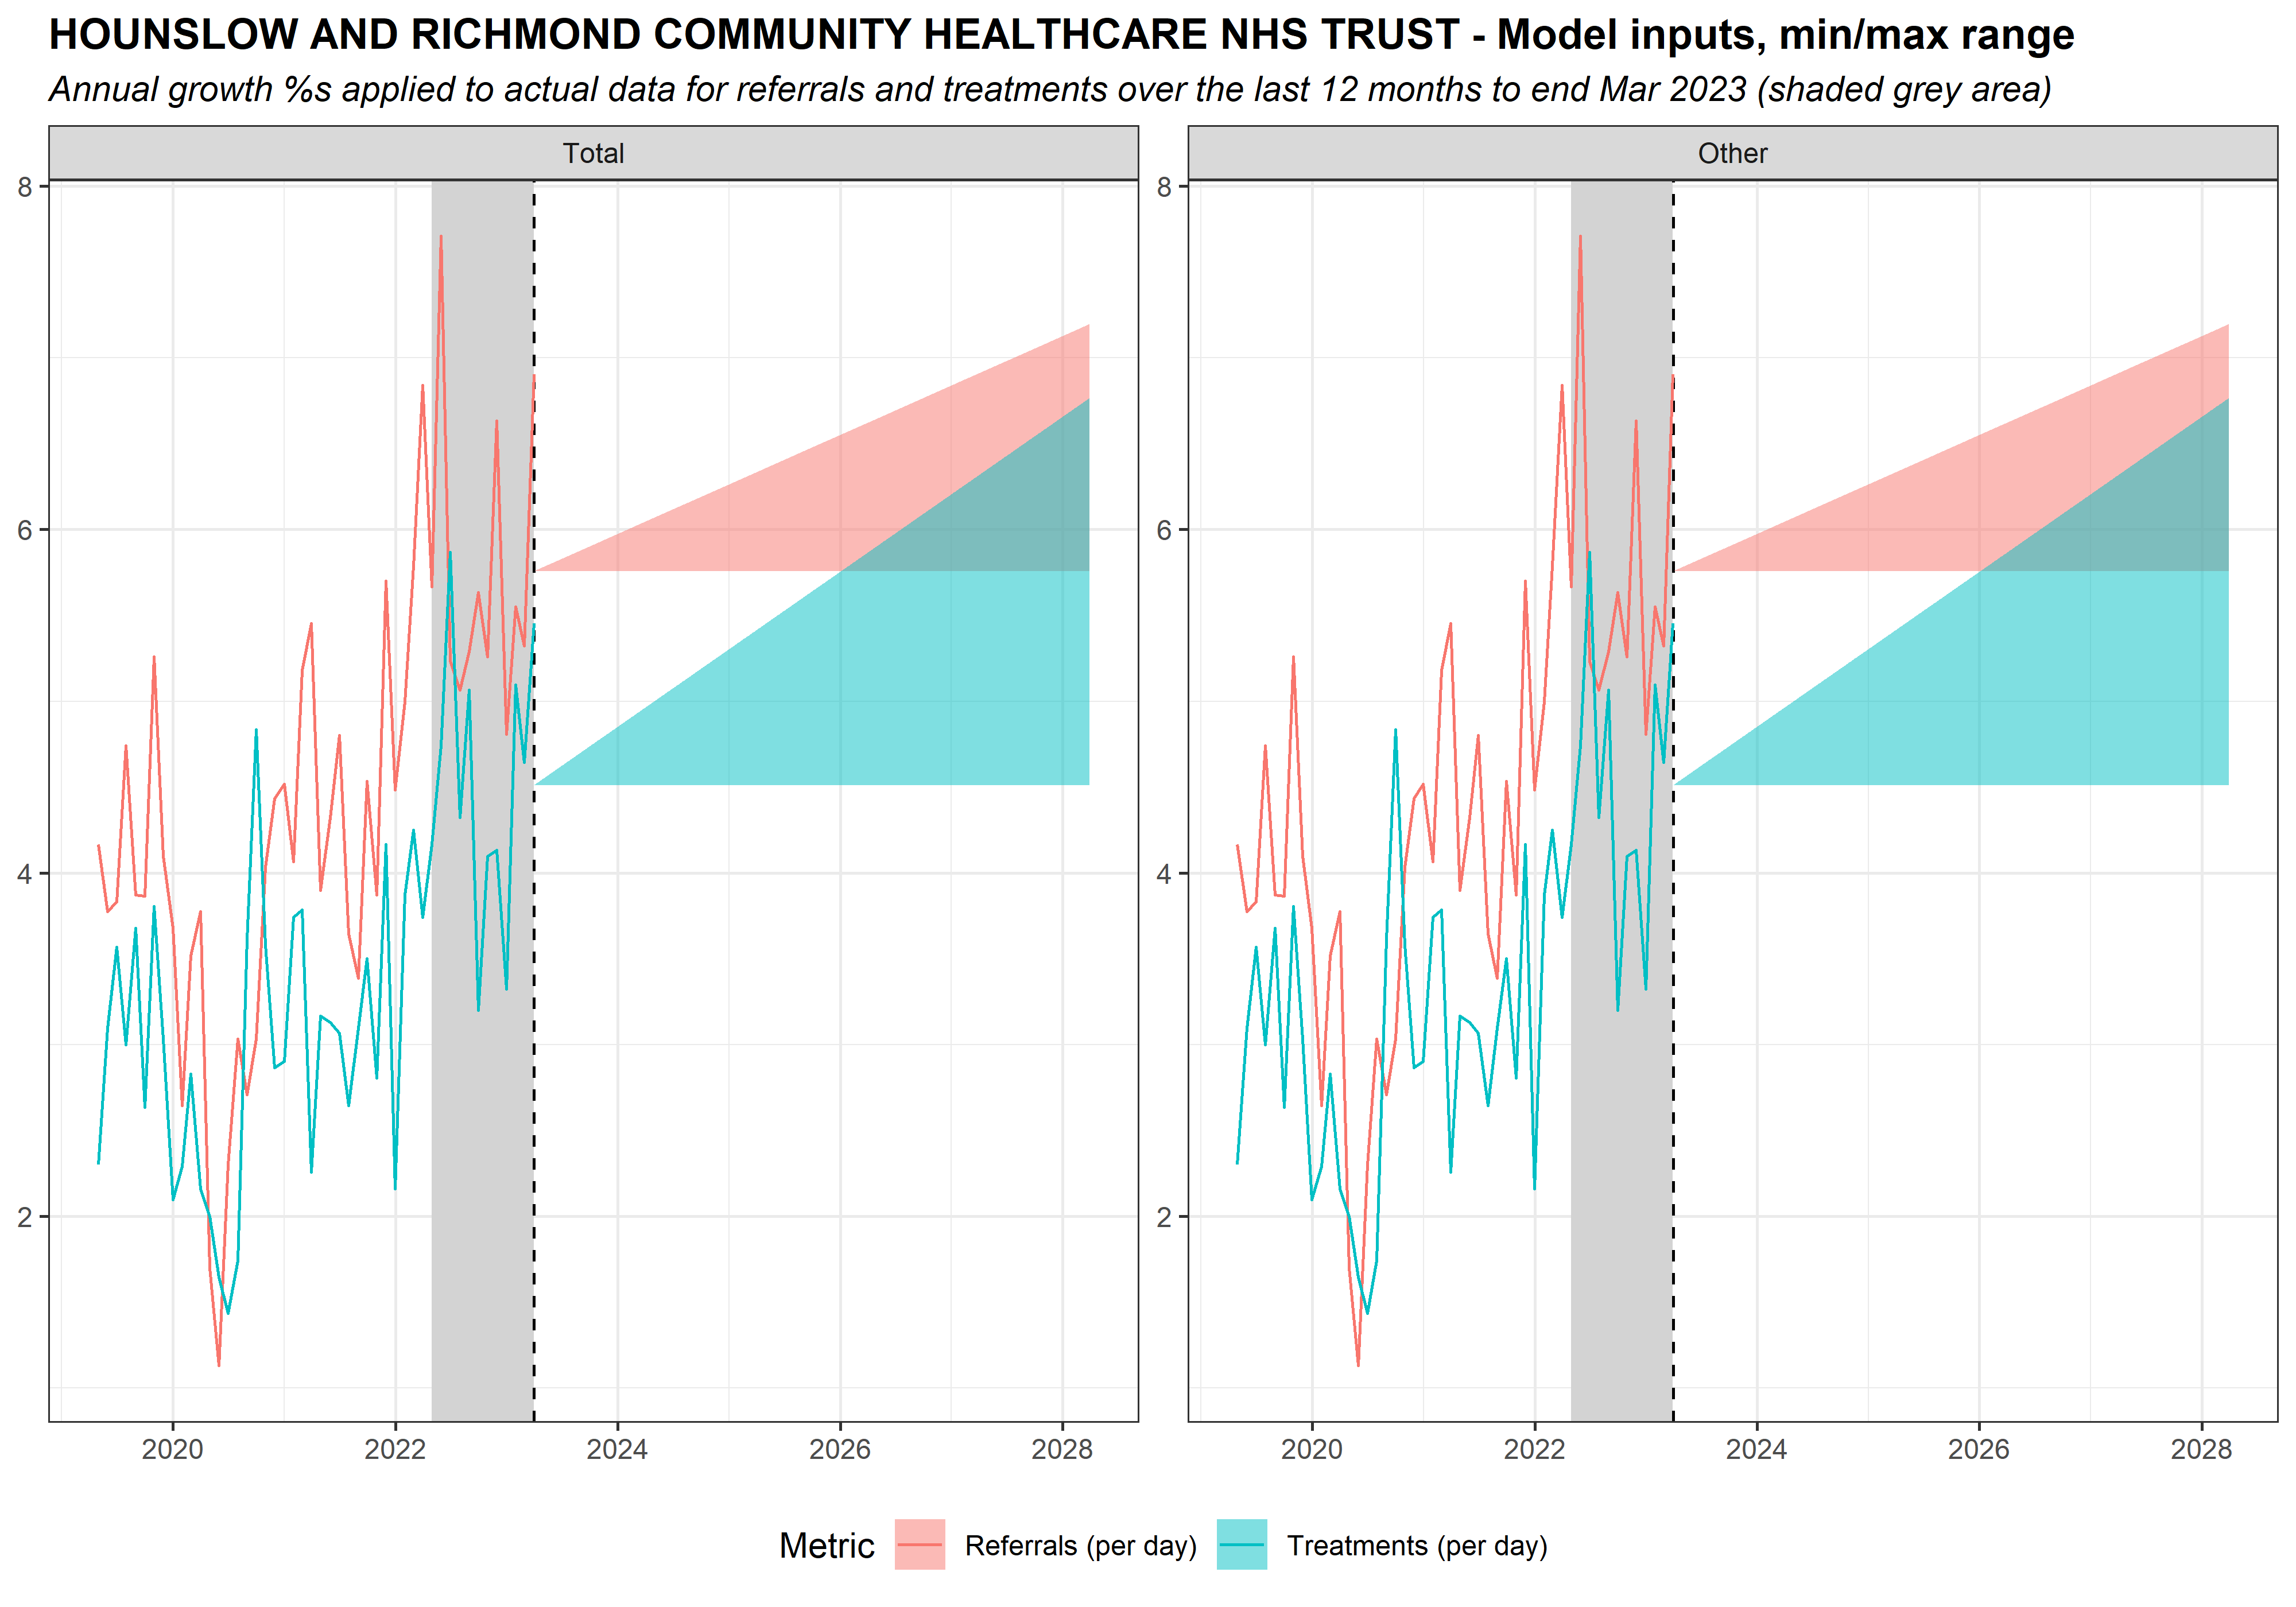 HOUNSLOW AND RICHMOND COMMUNITY HEALTHCARE NHS TRUST - Model inputs, min/max range
Annual growth %s applied to actual data for referrals and treatments over the last 12 months to end Mar 2023 (shaded grey area)
Total
Other
8
6
4
2
8
6
4
2
2020 2022 2024 2026 2028
2020 2022 2024 2026 2028
Metric Referrals (per day) Treatments (per day)